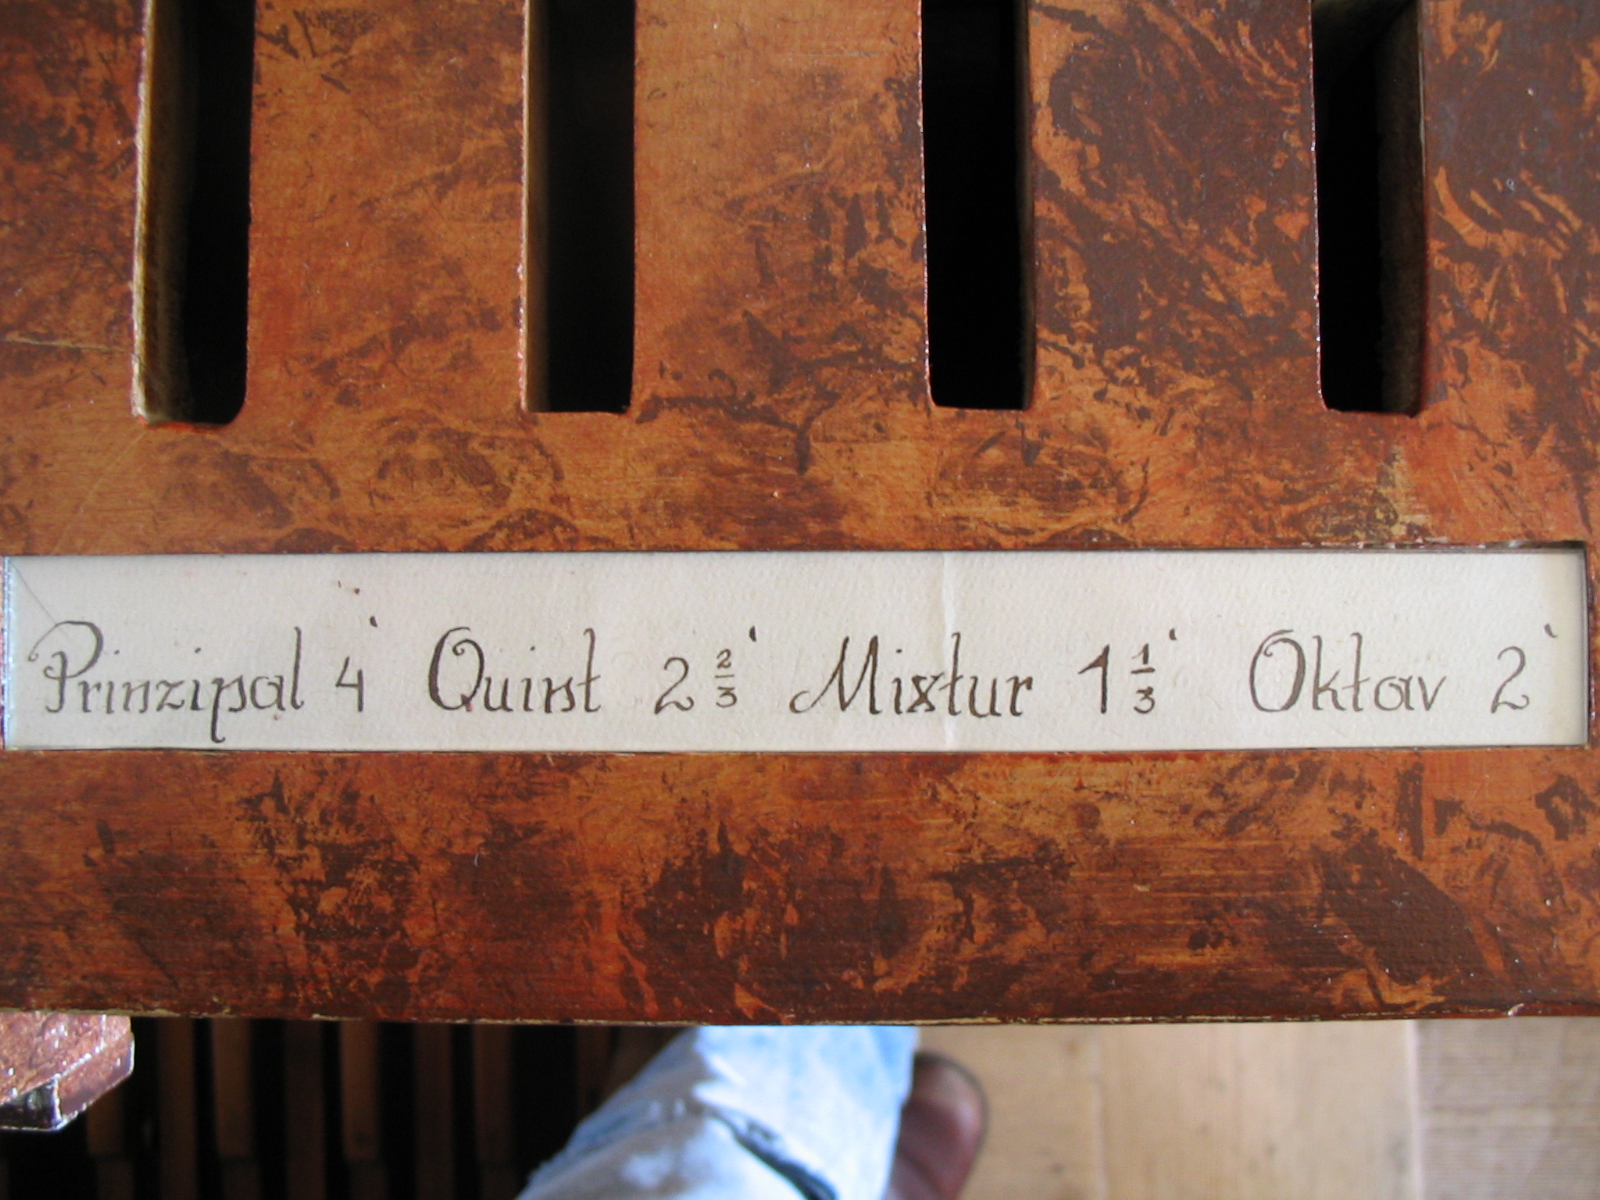 Prinzipal 4' Quint 2 2/3' Mixtur 1 1/3' Oktav 2'